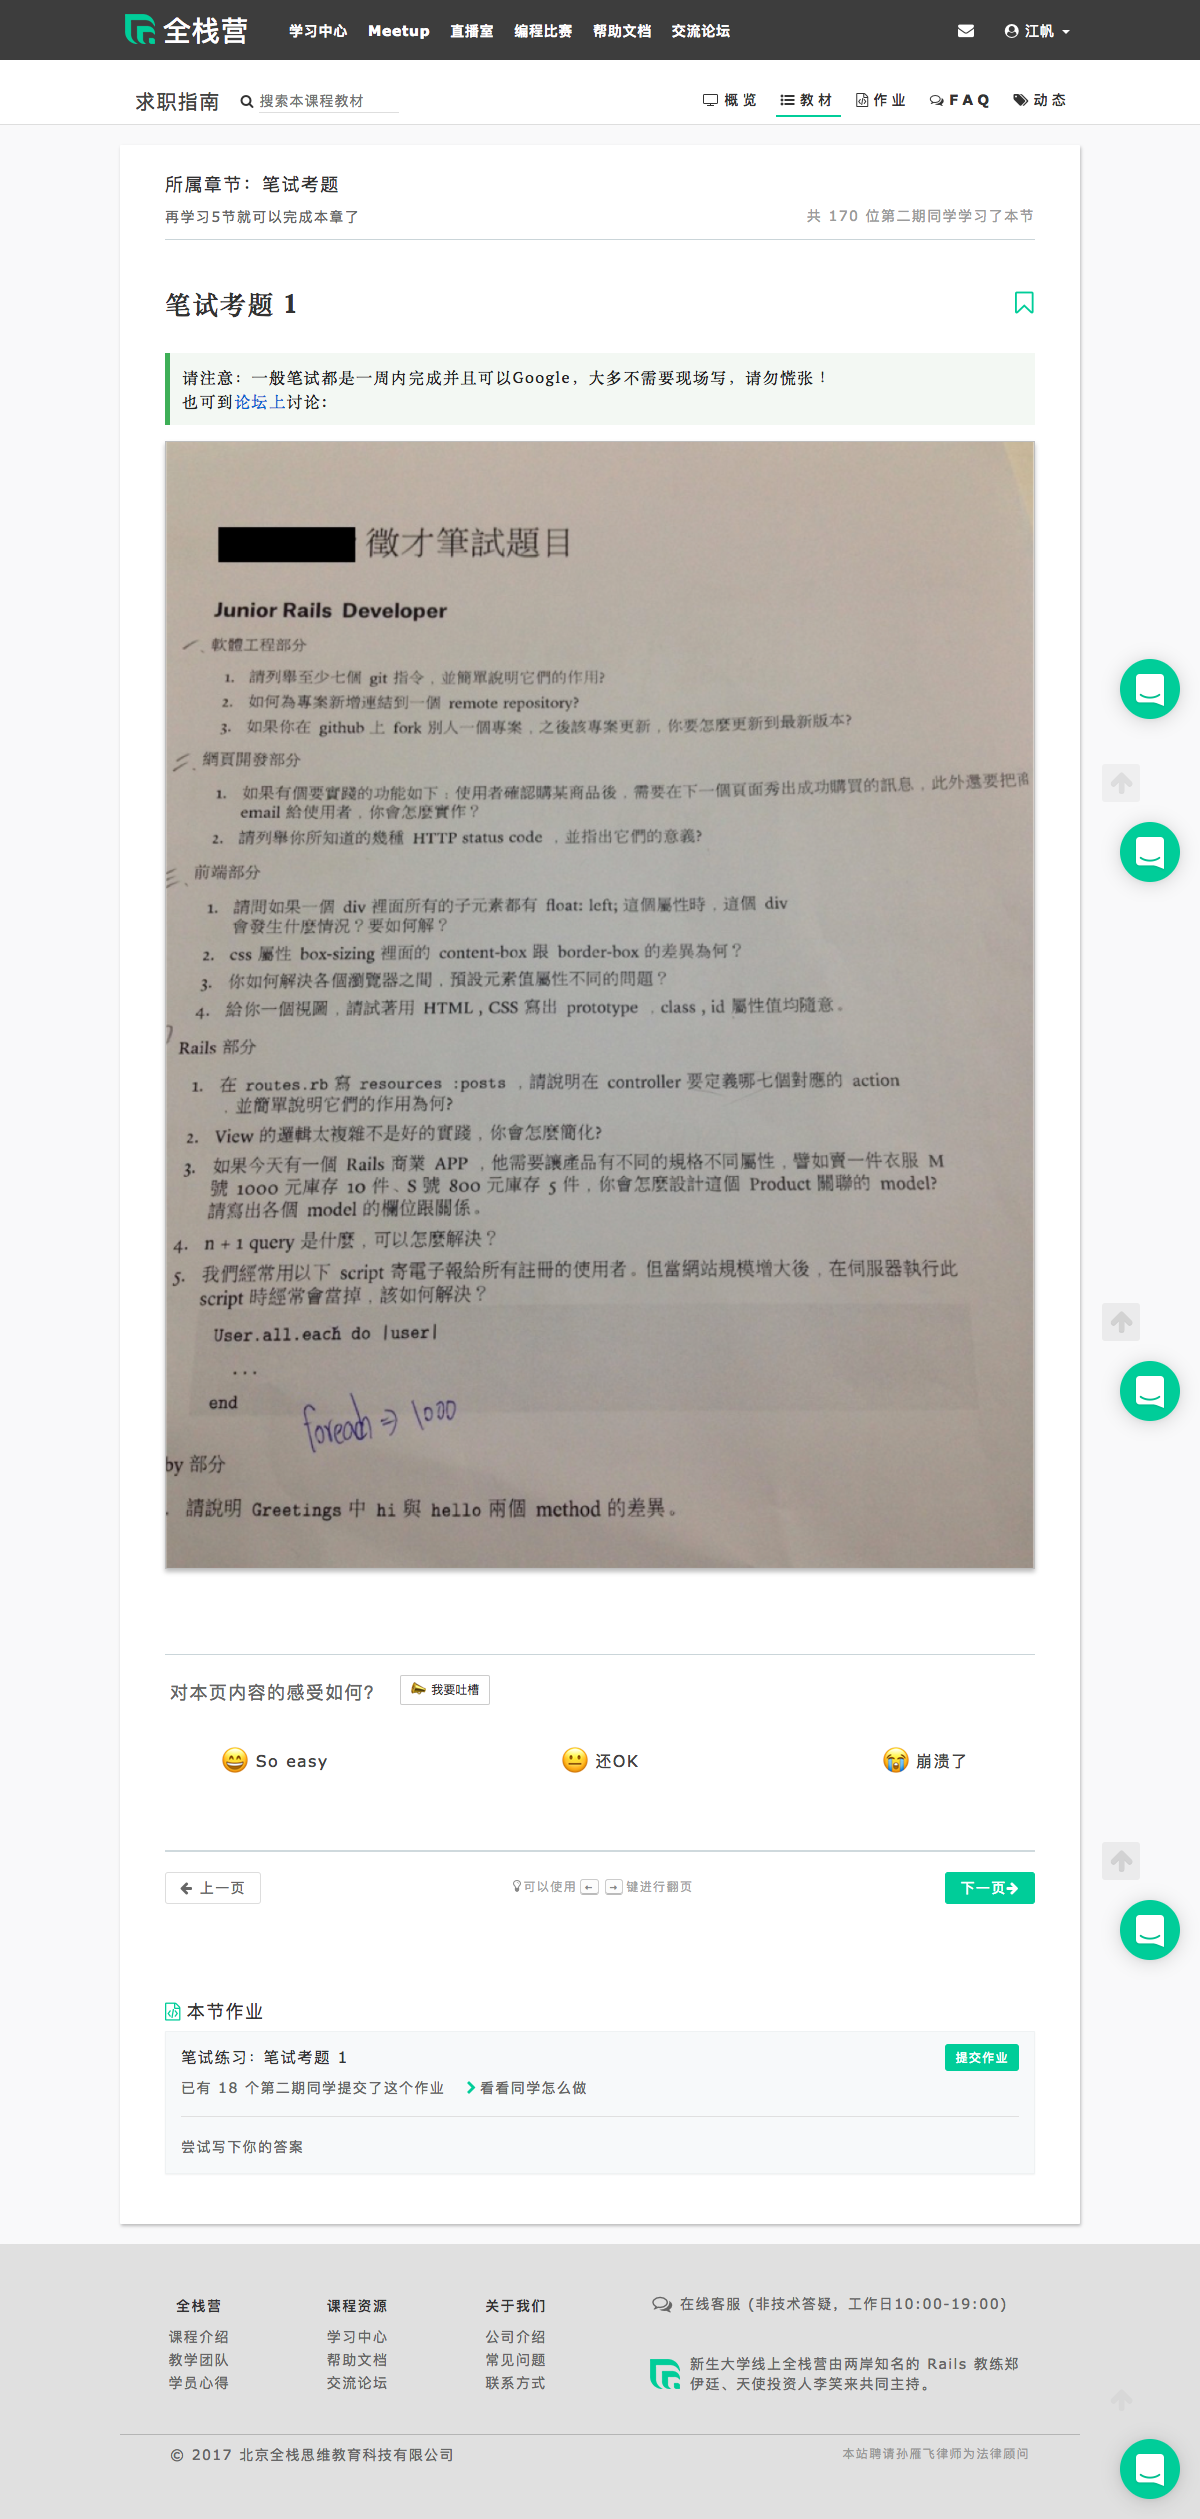 全栈营 学习中心 Meetup 直播室 编程比赛 帮助文档 交流论坛 江帆
求职指南 搜索本课程教材 概览 教材 作业 FAQ 动态
所属章节：笔试考题
再学习5节就可以完成本章了 共 170 位第二期同学学习了本节
笔试考题 1
请注意：一般笔试都是一周内完成并且可以Google，大多不需要现场写，请勿慌张！
也可到论坛上讨论：
徵才筆試題目
Junior Rails Developer
一、軟體工程部分
1. 請列舉至少七個 git 指令，並簡單說明它們的作用?
2. 如何為專案新增連結到一個 remote repository?
3. 如果你在 github 上 fork 別人一個專案，之後該專案更新，你要怎麼更新到最新版本?
二、網頁開發部分
1. 如果有個要實踐的功能如下：使用者確認購某商品後，需要在下一個頁面秀出成功購買的訊息，此外還要把
email 給使用者，你會怎麼實作？
2. 請列舉你所知道的幾種 HTTP status code ，並指出它們的意義?
三、前端部分
1. 請問如果一個 div 裡面所有的子元素都有 float: left; 這個屬性時，這個 div
會發生什麼情況？要如何解？
2. css 屬性 box-sizing 裡面的 content-box 跟 border-box 的差異為何？
3. 你如何解決各個瀏覽器之間，預設元素值屬性不同的問題？
4. 給你一個視圖，請試著用 HTML , CSS 寫出 prototype ，class , id 屬性值均隨意。
Rails 部分
1. 在 routes.rb 寫 resources :posts ，請說明在 controller 要定義哪七個對應的 action
，並簡單說明它們的作用為何?
2. View 的邏輯太複雜不是好的實踐，你會怎麼簡化?
3. 如果今天有一個 Rails 商業 APP ，他需要讓產品有不同的規格不同屬性，譬如賣一件衣服 M
號 1000 元庫存 10 件、S 號 800 元庫存 5 件，你會怎麼設計這個 Product 關聯的 model?
請寫出各個 model 的欄位跟關係。
4. n + 1 query 是什麼，可以怎麼解決？
5. 我們經常用以下 script 寄電子報給所有註冊的使用者。但當網站規模增大後，在伺服器執行此
script 時經常會當掉，該如何解決？
User.all.each do |user|
...
end
foreach => 1000
by 部分
. 請說明 Greetings 中 hi 與 hello 兩個 method 的差異。
对本页内容的感受如何? 我要吐槽
So easy 还OK 崩溃了
上一页 可以使用 ← → 键进行翻页 下一页
本节作业
笔试练习：笔试考题 1 提交作业
已有 18 个第二期同学提交了这个作业 看看同学怎么做
尝试写下你的答案
全栈营 课程资源 关于我们 在线客服 (非技术答疑，工作日10:00-19:00)
课程介绍 学习中心 公司介绍
教学团队 帮助文档 常见问题
学员心得 交流论坛 联系方式
新生大学线上全栈营由两岸知名的 Rails 教练郑
伊廷、天使投资人李笑来共同主持。
© 2017 北京全栈思维教育科技有限公司 本站聘请孙雁飞律师为法律顾问